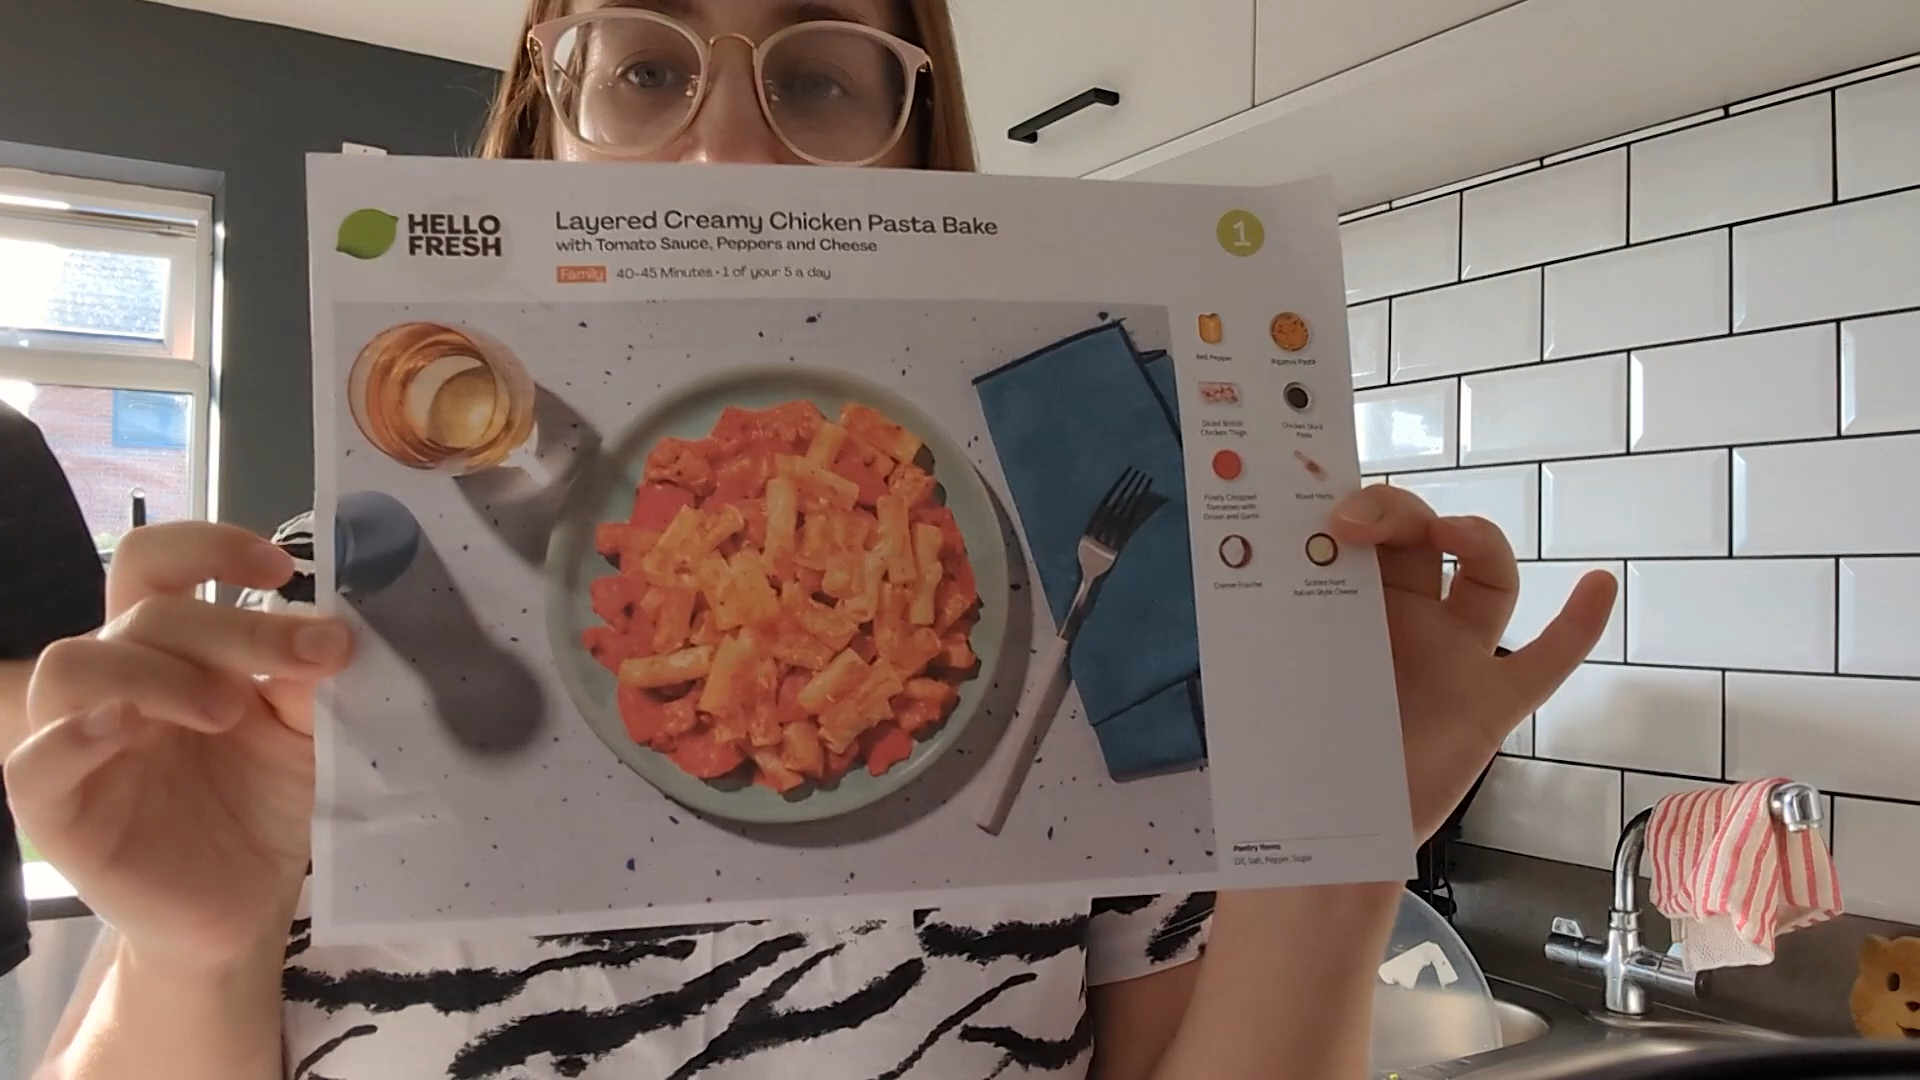 HELLO
FRESH
Layered Creamy Chicken Pasta Bake
with Tomato Sauce, Peppers and Cheese
Family 40-45 Minutes • 1 of your 5 a day
1
Bell Pepper
Rigatoni Pasta
Diced British
Chicken Thigh
Chicken Stock
Paste
Finely Chopped
Tomatoes with
Onion and Garlic
Mixed Herbs
Creme Fraiche
Grated Hard
Italian Style Cheese
Pantry Items
Oil, Salt, Pepper, Sugar